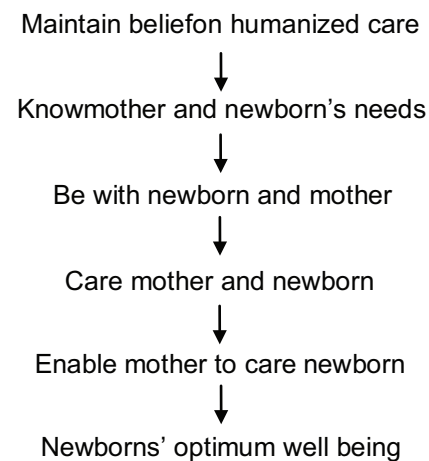 Maintain beliefon humanized care
Knowmother and newborn's needs
Be with newborn and mother
Care mother and newborn
Enable mother to care newborn
Newborns' optimum well being